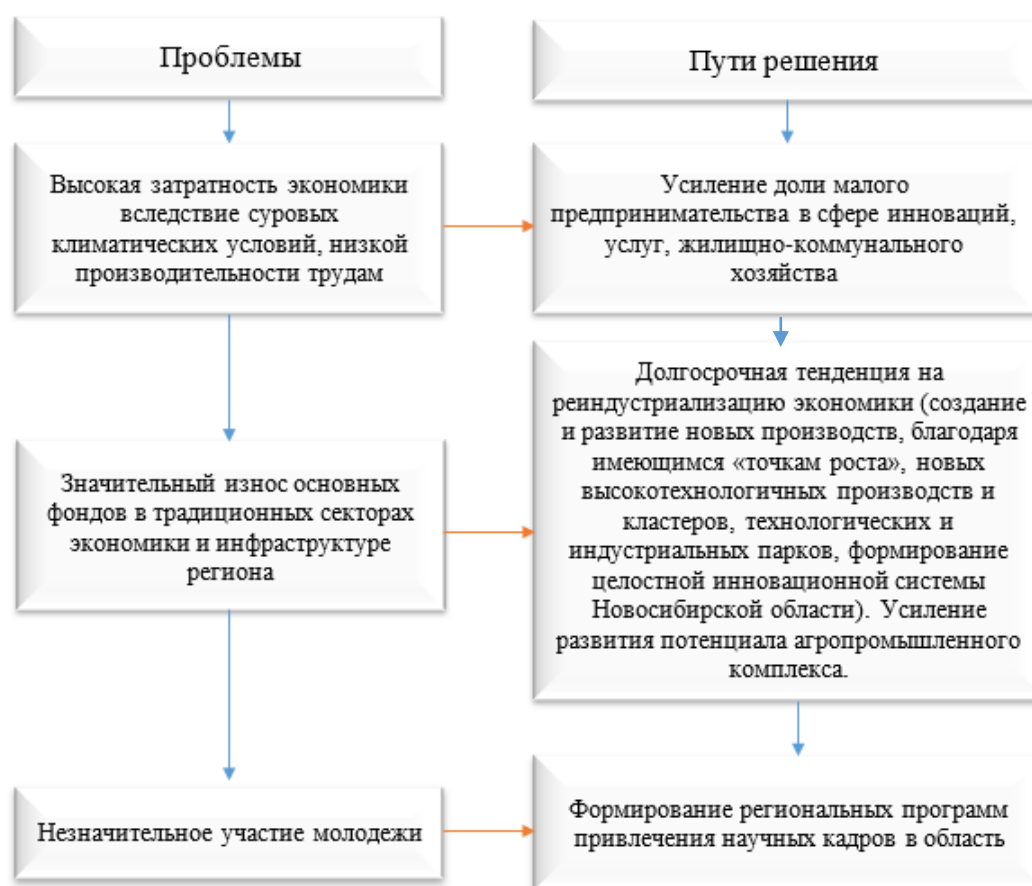 Проблемы
Пути решения
Высокая затратность экономики
вследствие суровых
климатических условий, низкой
производительности трудам
Усиление доли малого
предпринимательства в сфере инноваций,
услуг, жилищно-коммунального
хозяйства
Значительный износ основных
фондов в традиционных секторах
экономики и инфраструктуре
региона
Долгосрочная тенденция на
реиндустриализацию экономики (создание
и развитие новых производств, благодаря
имеющимся «точкам роста», новых
высокотехнологичных производств и
кластеров, технологических и
индустриальных парков, формирование
целостной инновационной системы
Новосибирской области). Усиление
развития потенциала агропромышленного
комплекса.
Незначительное участие молодежи
Формирование региональных программ
привлечения научных кадров в область